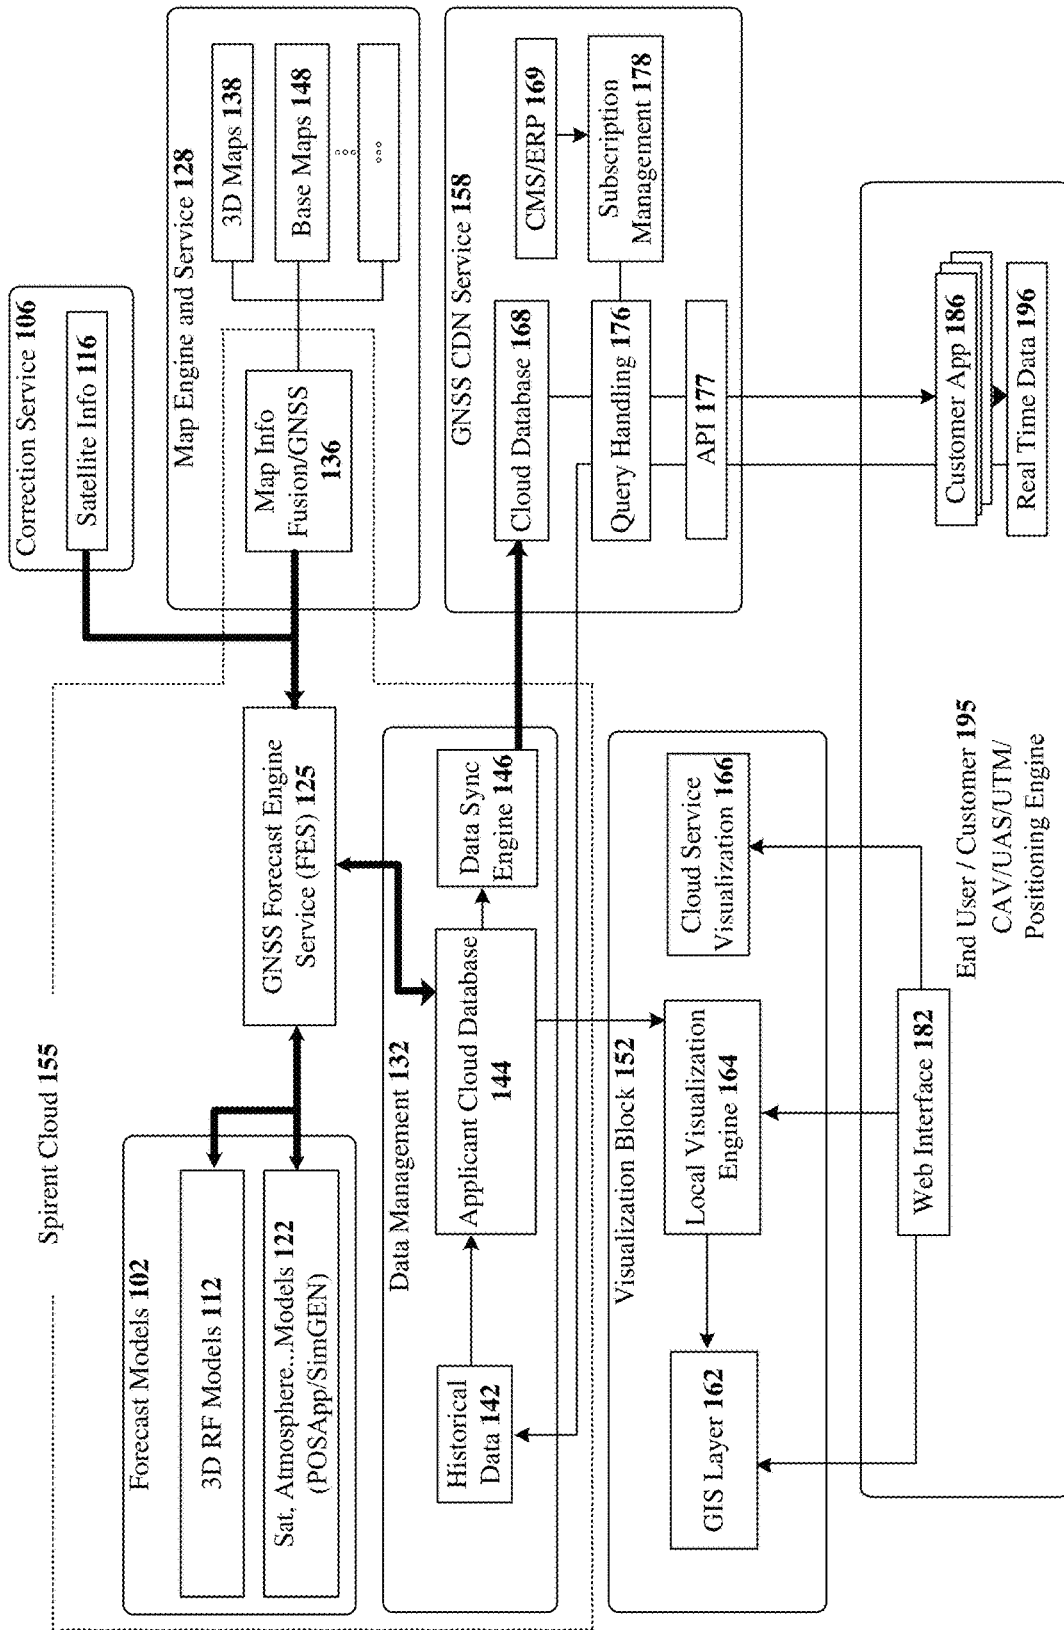 Spirent Cloud 155
Correction Service 106
Satellite Info 116
Forecast Models 102
3D RF Models 112
Sat, Atmosphere...Models 122
(POSApp/SimGEN)
GNSS Forecast Engine
Service (FES) 125
Map Engine and Service 128
Map Info
Fusion/GNSS
136
3D Maps 138
Base Maps 148
...
Data Management 132
Historical
Data 142
Applicant Cloud Database
144
Data Sync
Engine 146
GNSS CDN Service 158
Cloud Database 168
CMS/ERP 169
Query Handling 176
Subscription
Management 178
API 177
Visualization Block 152
GIS Layer 162
Local Visualization
Engine 164
Cloud Service
Visualization 166
Web Interface 182
End User / Customer 195
CAV/UAS/UTM/
Positioning Engine
Customer App 186
Real Time Data 196